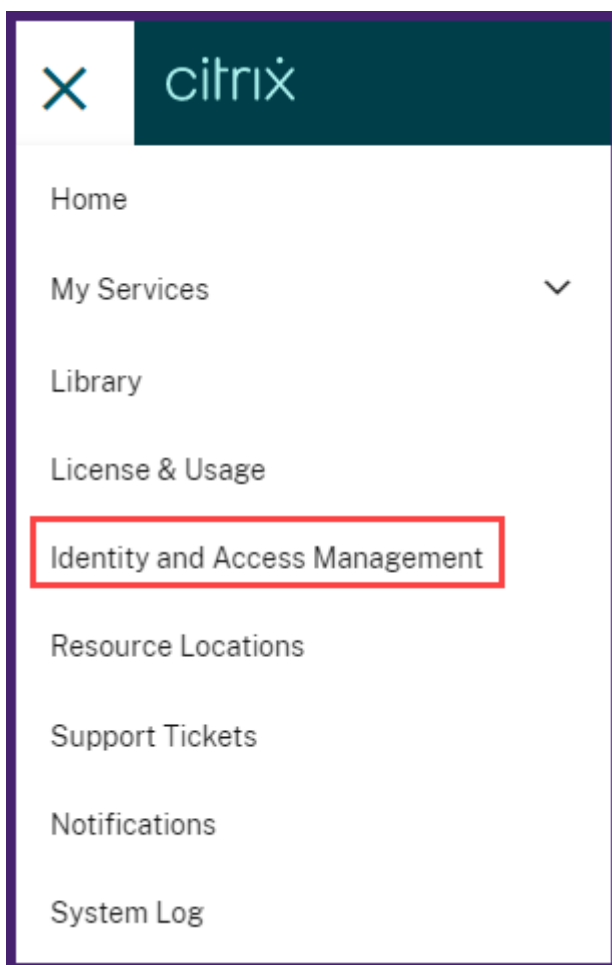 citrix
Home
My Services
Library
License & Usage
Identity and Access Management
Resource Locations
Support Tickets
Notifications
System Log